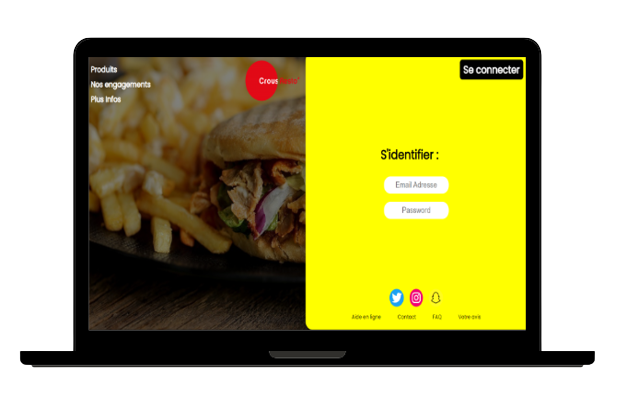 Produits
Nos engagements
Plus Infos
Crous
Se connecter
S'identifier :
Email Adresse
Password
Aide en ligne Contact FAQ Votre avis